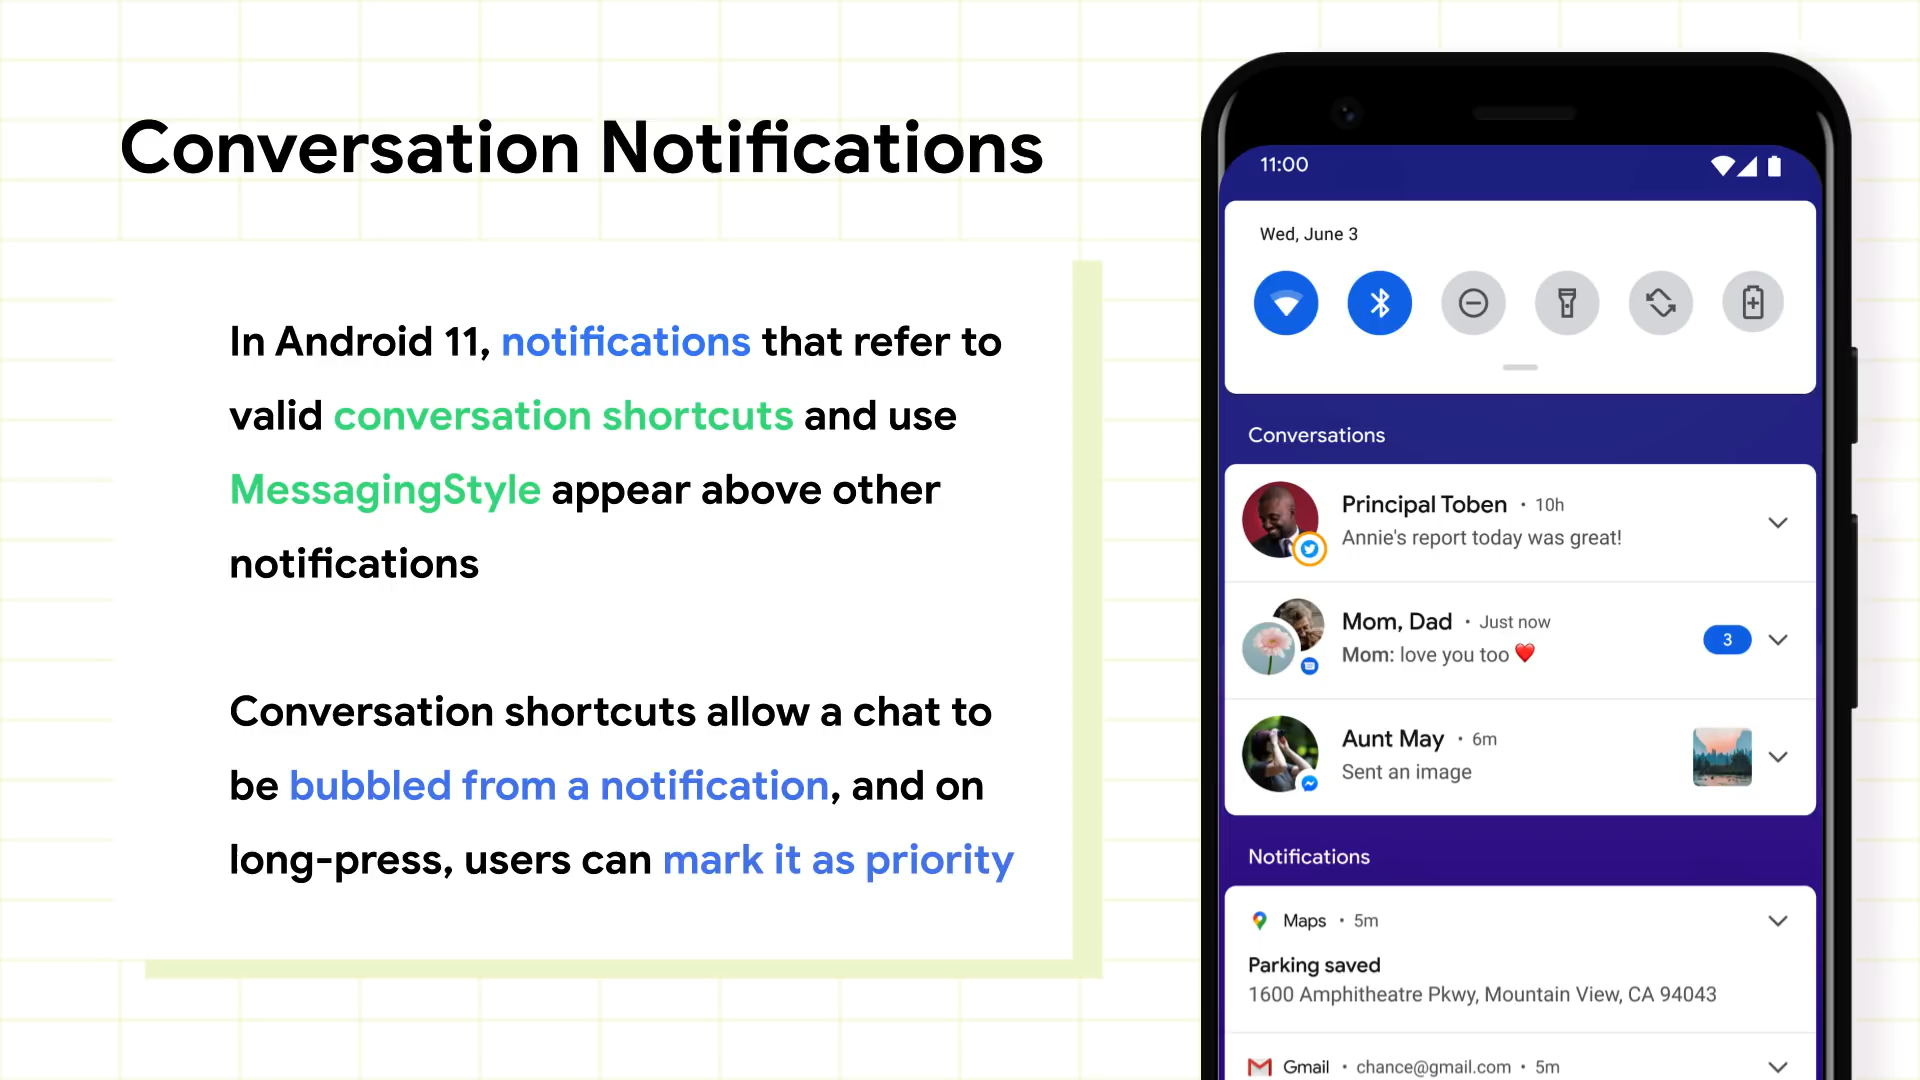 Conversation Notifications
In Android 11, notifications that refer to
valid conversation shortcuts and use
MessagingStyle appear above other
notifications
Conversation shortcuts allow a chat to
be bubbled from a notification, and on
long-press, users can mark it as priority
11:00
Wed, June 3
Conversations
Principal Toben • 10h
Annie's report today was great!
Mom, Dad • Just now
Mom: love you too ❤️
3
Aunt May • 6m
Sent an image
Notifications
Maps • 5m
Parking saved
1600 Amphitheatre Pkwy, Mountain View, CA 94043
Gmail • chance@gmail.com • 5m